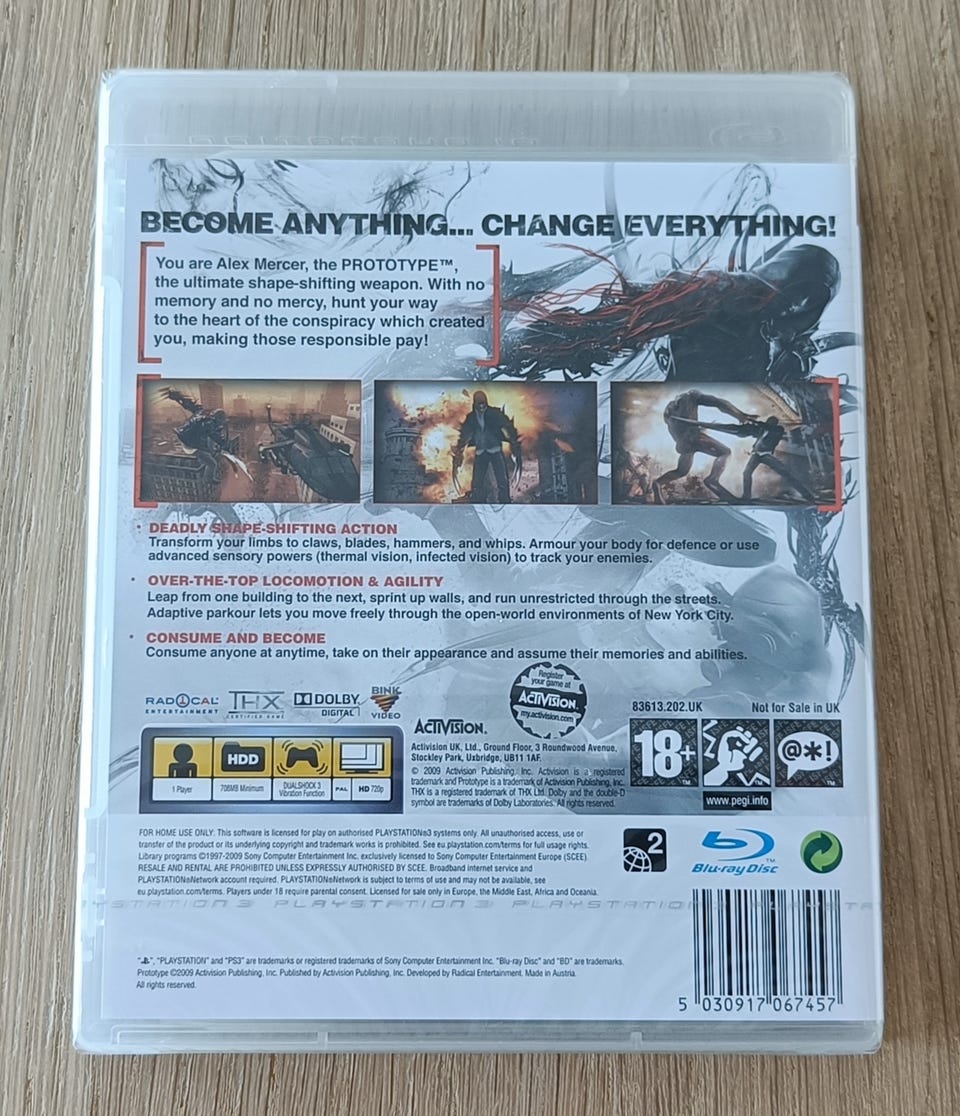 BECOME ANYTHING... CHANGE EVERYTHING!
You are Alex Mercer, the PROTOTYPE™,
the ultimate shape-shifting weapon. With no
memory and no mercy, hunt your way
to the heart of the conspiracy which created
you, making those responsible pay!
• DEADLY SHAPE-SHIFTING ACTION
Transform your limbs to claws, blades, hammers, and whips. Armour your body for defence or use
advanced sensory powers (thermal vision, infected vision) to track your enemies.
• OVER-THE-TOP LOCOMOTION & AGILITY
Leap from one building to the next, sprint up walls, and run unrestricted through the streets.
Adaptive parkour lets you move freely through the open-world environments of New York City.
• CONSUME AND BECOME
Consume anyone at anytime, take on their appearance and assume their memories and abilities.
RADICAL
ENTERTAINMENT
THX
CERTIFIED GAME
DOLBY
DIGITAL
BINK
VIDEO
Register
your game at
ACTIVISION.
my.activision.com
83613.202.UK
Not for Sale in UK
ACTIVISION.
Activision UK, Ltd., Ground Floor, 3 Roundwood Avenue,
Stockley Park, Uxbridge, UB11 1AF.
© 2009 Activision Publishing, Inc. Activision is a registered
trademark and Prototype is a trademark of Activision Publishing, Inc.
THX is a registered trademark of THX Ltd. Dolby and the double-D
symbol are trademarks of Dolby Laboratories. All rights reserved.
18+
@*!
www.pegi.info
HDD
1 Player
706MB Minimum
DUALSHOCK 3
Vibration Function
PAL
HD 720p
FOR HOME USE ONLY: This software is licensed for play on authorised PLAYSTATION®3 systems only. All unauthorised access, use or
transfer of the product or its underlying copyright and trademark works is prohibited. See eu.playstation.com/terms for full usage rights.
Library programs ©1997-2009 Sony Computer Entertainment Inc. exclusively licensed to Sony Computer Entertainment Europe (SCEE).
RESALE AND RENTAL ARE PROHIBITED UNLESS EXPRESSLY AUTHORISED BY SCEE. Broadband internet service and
PLAYSTATION®Network account required. PLAYSTATION®Network is subject to terms of use and may not be available, see
eu.playstation.com/terms. Players under 18 require parental consent. Licensed for sale only in Europe, the Middle East, Africa and Oceania.
2
Blu-ray Disc™
PLAYSTATION 3 PLAYSTATION 3 PLAYSTATION
", "PLAYSTATION" and "PS3" are trademarks or registered trademarks of Sony Computer Entertainment Inc. "Blu-ray Disc" and "BD" are trademarks.
Prototype ©2009 Activision Publishing, Inc. Published by Activision Publishing, Inc. Developed by Radical Entertainment. Made in Austria.
All rights reserved.
5 030917 067457